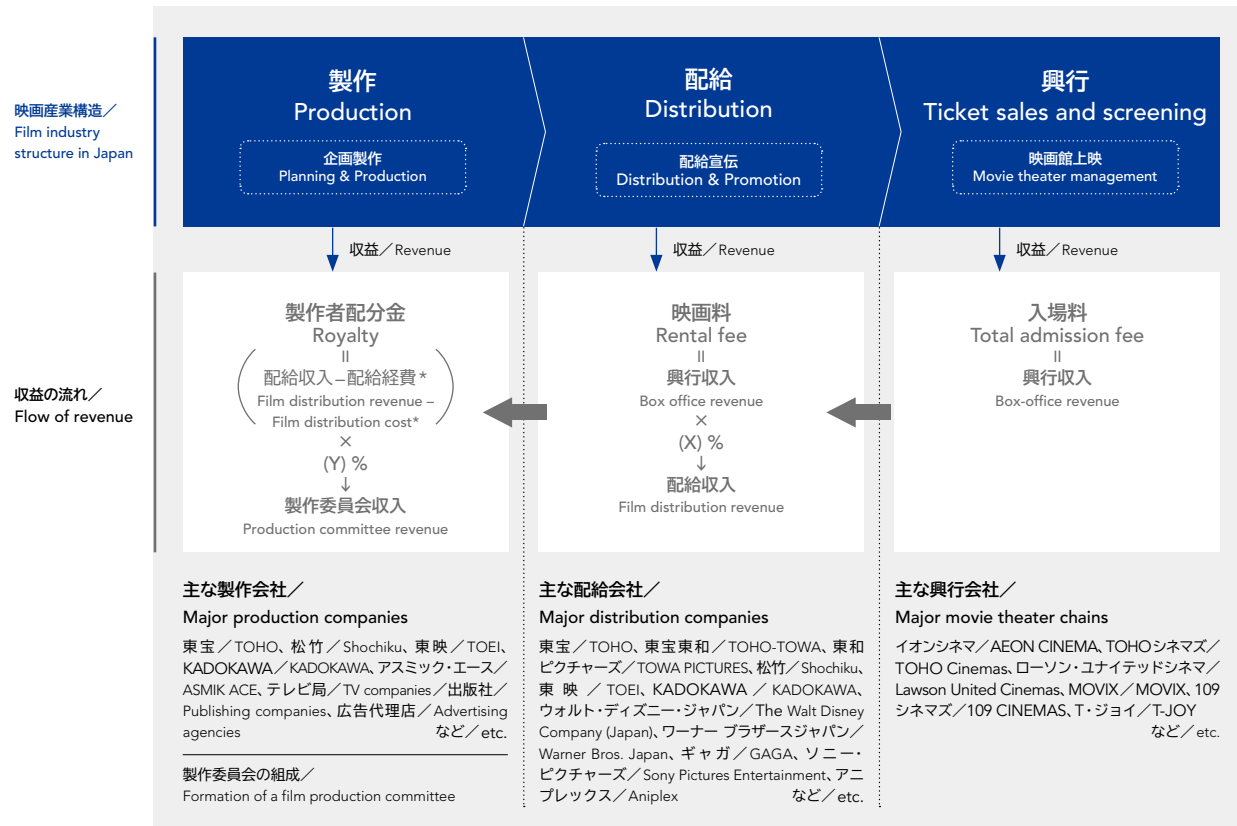 映画産業構造／
Film industry
structure in Japan
製作
Production
企画製作
Planning & Production
配給
Distribution
配給宣伝
Distribution & Promotion
興行
Ticket sales and screening
映画館上映
Movie theater management
収益／Revenue
収益／Revenue
収益／Revenue
収益の流れ／
Flow of revenue
製作者配分金
Royalty
=
配給収入－配給経費*
Film distribution revenue –
Film distribution cost*
×
(Y) %
↓
製作委員会収入
Production committee revenue
映画料
Rental fee
=
興行収入
Box office revenue
×
(X) %
↓
配給収入
Film distribution revenue
入場料
Total admission fee
=
興行収入
Box-office revenue
主な製作会社／
Major production companies
東宝／TOHO、松竹／Shochiku、東映／TOEI、
KADOKAWA／KADOKAWA、アスミック・エース／
ASMIK ACE、テレビ局／TV companies／出版社／
Publishing companies、広告代理店／Advertising
agencies など／etc.
製作委員会の組成／
Formation of a film production committee
主な配給会社／
Major distribution companies
東宝／TOHO、東宝東和／TOHO-TOWA、東和
ピクチャーズ／TOWA PICTURES、松竹／Shochiku、
東映／TOEI、KADOKAWA／KADOKAWA、
ウォルト・ディズニー・ジャパン／The Walt Disney
Company (Japan)、ワーナー ブラザースジャパン／
Warner Bros. Japan、ギャガ／GAGA、ソニー・
ピクチャーズ／Sony Pictures Entertainment、アニ
プレックス／Aniplex など／etc.
主な興行会社／
Major movie theater chains
イオンシネマ／AEON CINEMA、TOHOシネマズ／
TOHO Cinemas、ローソン・ユナイテッドシネマ／
Lawson United Cinemas、MOVIX／MOVIX、109
シネマズ／109 CINEMAS、T・ジョイ／T-JOY
など／etc.